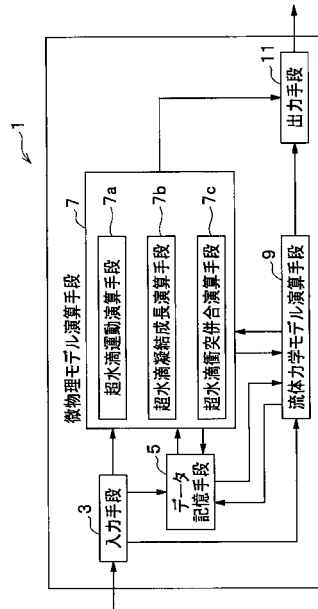 1
3
入力手段
5
データ
記憶手段
微物理モデル演算手段
7
7a
超水滴運動演算手段
7b
超水滴凝結成長演算手段
7c
超水滴衝突併合演算手段
9
流体力学モデル演算手段
11
出力手段